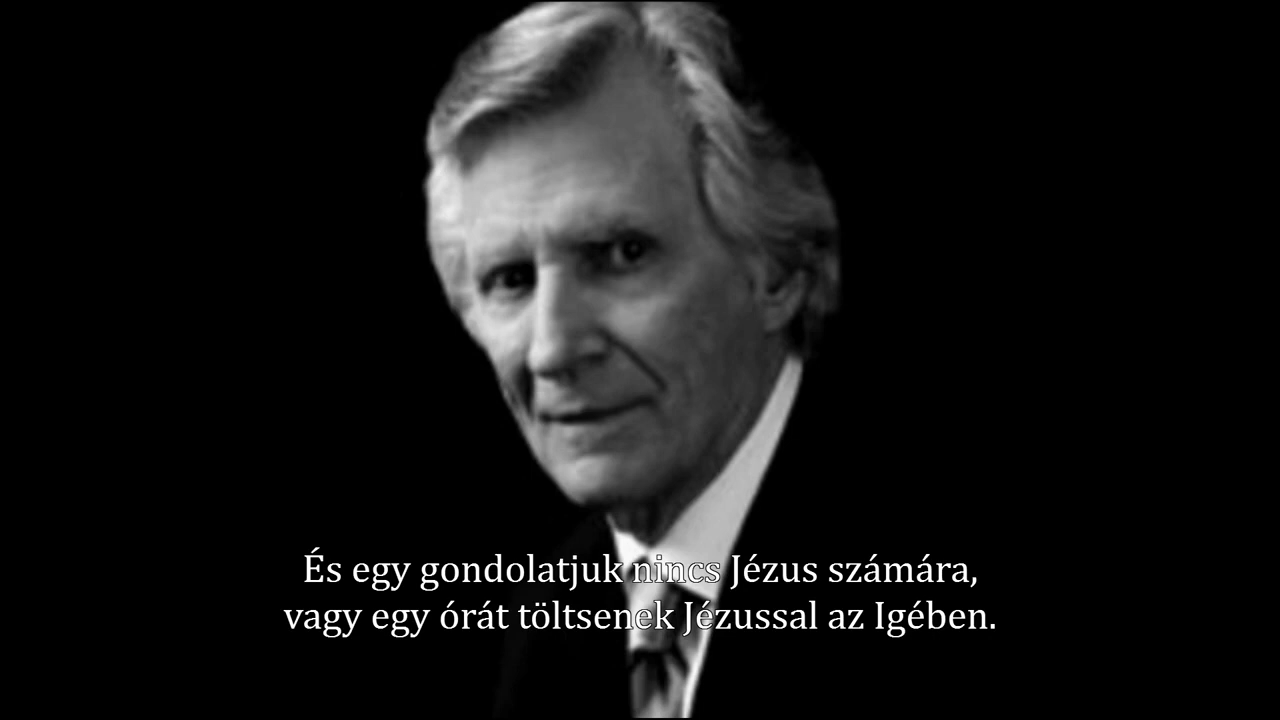 És egy gondolatjuk nincs Jézus számára,
vagy egy órát töltsenek Jézussal az Igében.